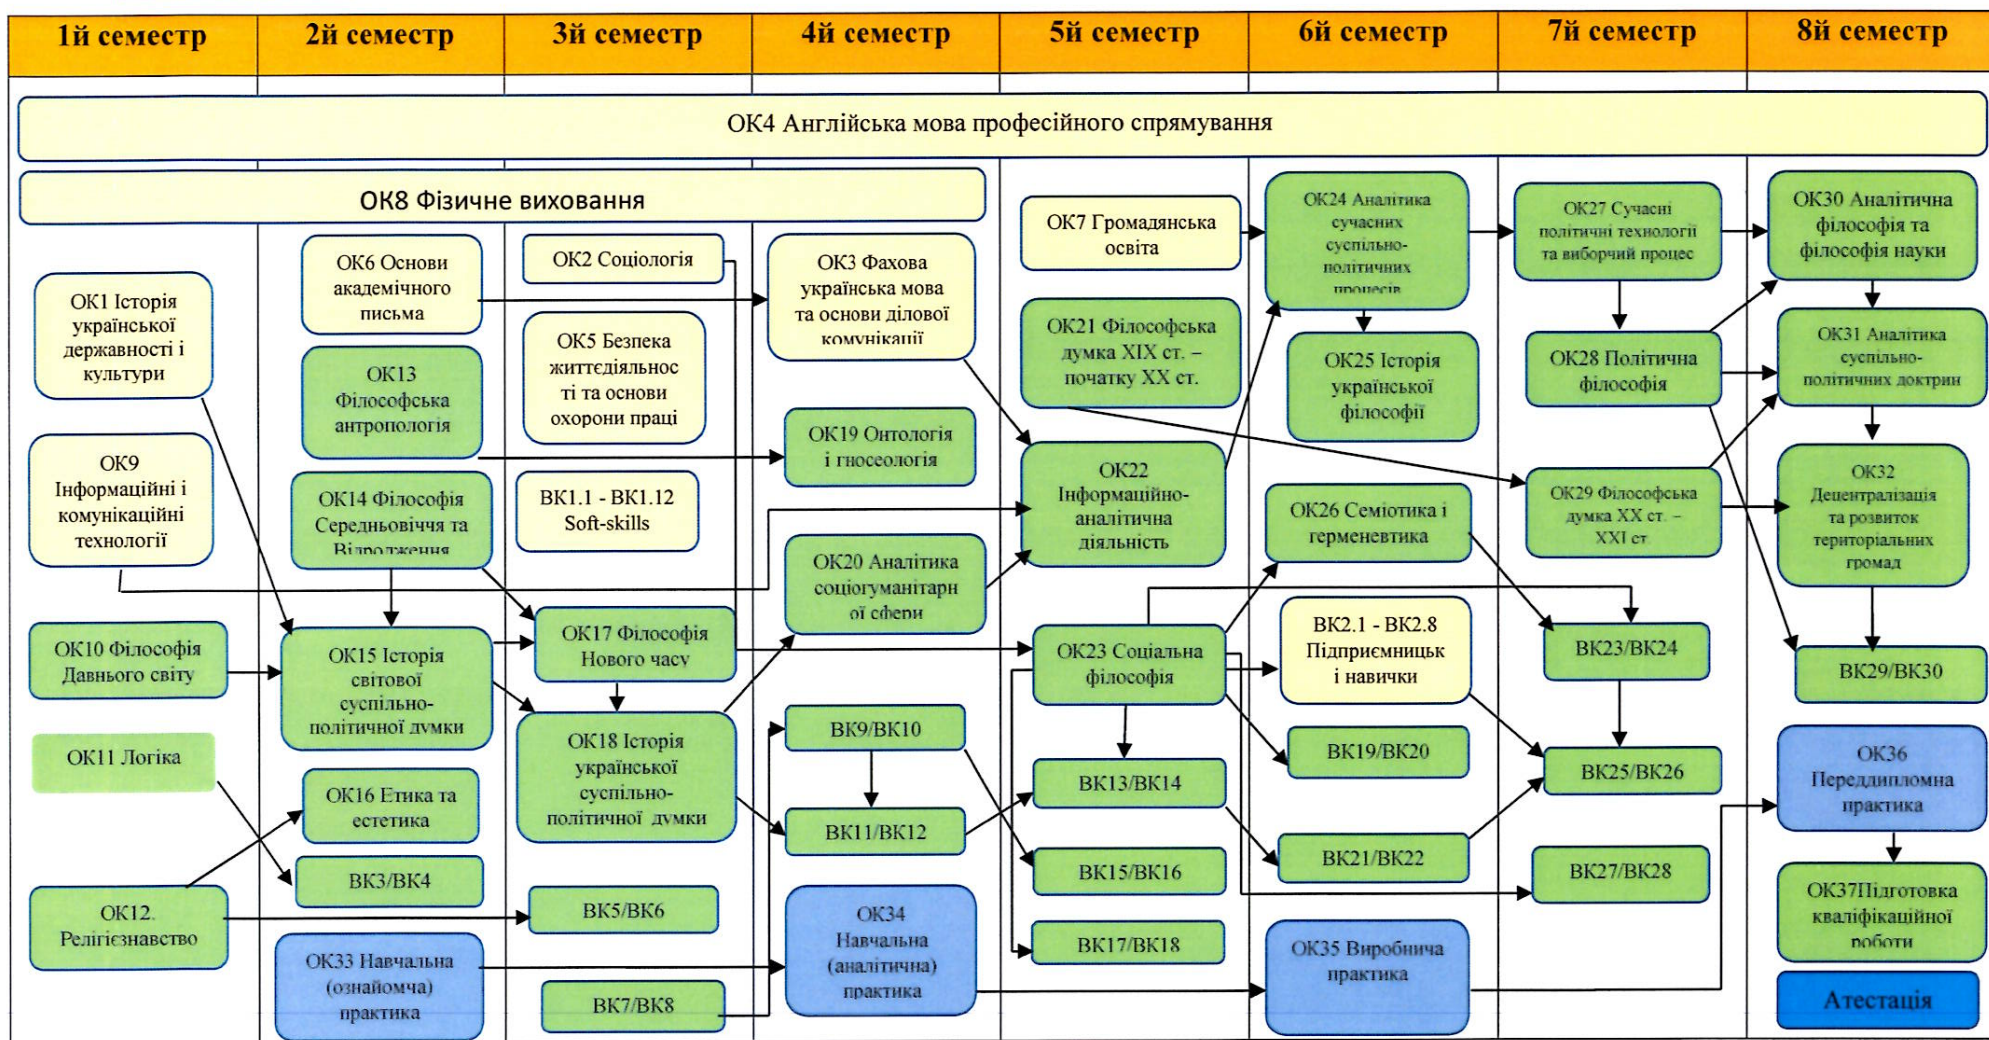 1й семестр
2й семестр
3й семестр
4й семестр
5й семестр
6й семестр
7й семестр
8й семестр
ОК4 Англійська мова професійного спрямування
ОК8 Фізичне виховання
ОК1 Історія
української
державності і
культури
ОК9
Інформаційні і
комунікаційні
технології
ОК10 Філософія
Давнього світу
ОК11 Логіка
ОК12.
Релігієзнавство
ОК6 Основи
академічного
письма
ОК13
Філософська
антропологія
ОК14 Філософія
Середньовіччя та
Відродження
ОК15 Історія
світової
суспільно-
політичної думки
ОК16 Етика та
естетика
ВК3/ВК4
ОК33 Навчальна
(ознайомча)
практика
ОК2 Соціологія
ОК5 Безпека
життєдіяльнос
ті та основи
охорони праці
ВК1.1 - ВК1.12
Soft-skills
ОК17 Філософія
Нового часу
ОК18 Історія
української
суспільно-
політичної думки
ВК5/ВК6
ВК7/ВК8
ОК3 Фахова
українська мова
та основи ділової
комунікації
ОК19 Онтологія
і гносеологія
ОК20 Аналітика
соціогуманітарн
ої сфери
ВК9/ВК10
ВК11/ВК12
ОК34
Навчальна
(аналітична)
практика
ОК7 Громадянська
освіта
ОК21 Філософська
думка XIX ст. –
початку XX ст.
ОК22
Інформаційно-
аналітична
діяльність
ОК23 Соціальна
філософія
ВК13/ВК14
ВК15/ВК16
ВК17/ВК18
ОК24 Аналітика
сучасних
суспільно-
політичних
процесів
ОК25 Історія
української
філософії
ОК26 Семіотика і
герменевтика
ВК2.1 - ВК2.8
Підприємницьк
і навички
ВК19/ВК20
ВК21/ВК22
ОК35 Виробнича
практика
ОК27 Сучасні
політичні технології
та виборчий процес
ОК28 Політична
філософія
ОК29 Філософська
думка XX ст. –
XXI ст.
ВК23/ВК24
ВК25/ВК26
ВК27/ВК28
ОК30 Аналітична
філософія та
філософія науки
ОК31 Аналітика
суспільно-
політичних доктрин
ОК32
Децентралізація
та розвиток
територіальних
громад
ВК29/ВК30
ОК36
Переддипломна
практика
ОК37Підготовка
кваліфікаційної
роботи
Атестація